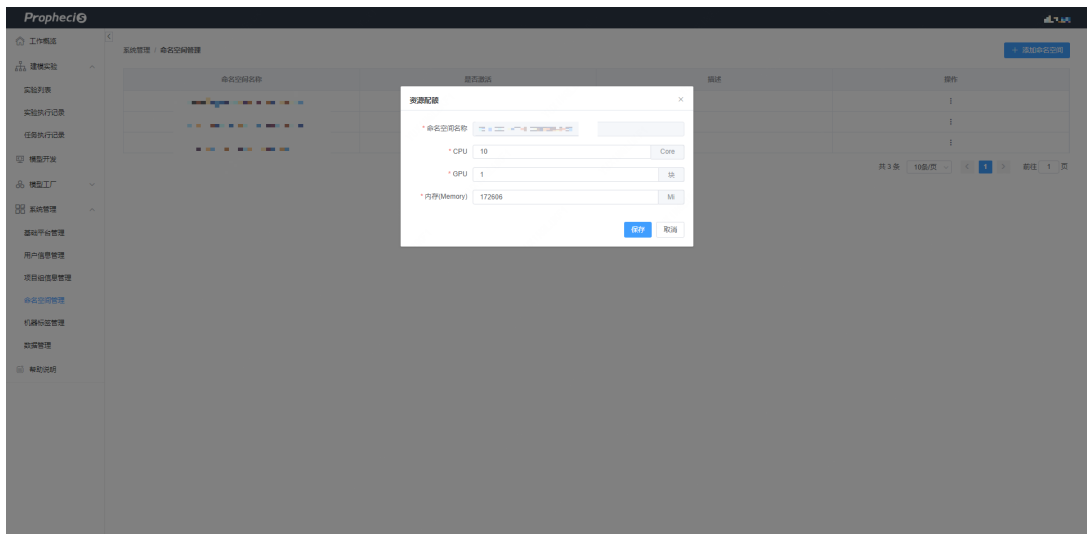 Prophecis
工作概览
系统管理 / 命名空间管理
+ 添加命名空间
建模实验
命名空间名称 是否激活 描述 操作
实验列表
资源配额
实验执行记录
* 命名空间名称
任务执行记录
* CPU 10 Core
模型开发
共 3 条 10条/页 1 前往 1 页
* GPU 1 块
模型工厂
* 内存(Memory) 172606 Mi
系统管理
保存 取消
基础平台管理
用户信息管理
项目组信息管理
命名空间管理
机器标签管理
数据管理
帮助说明